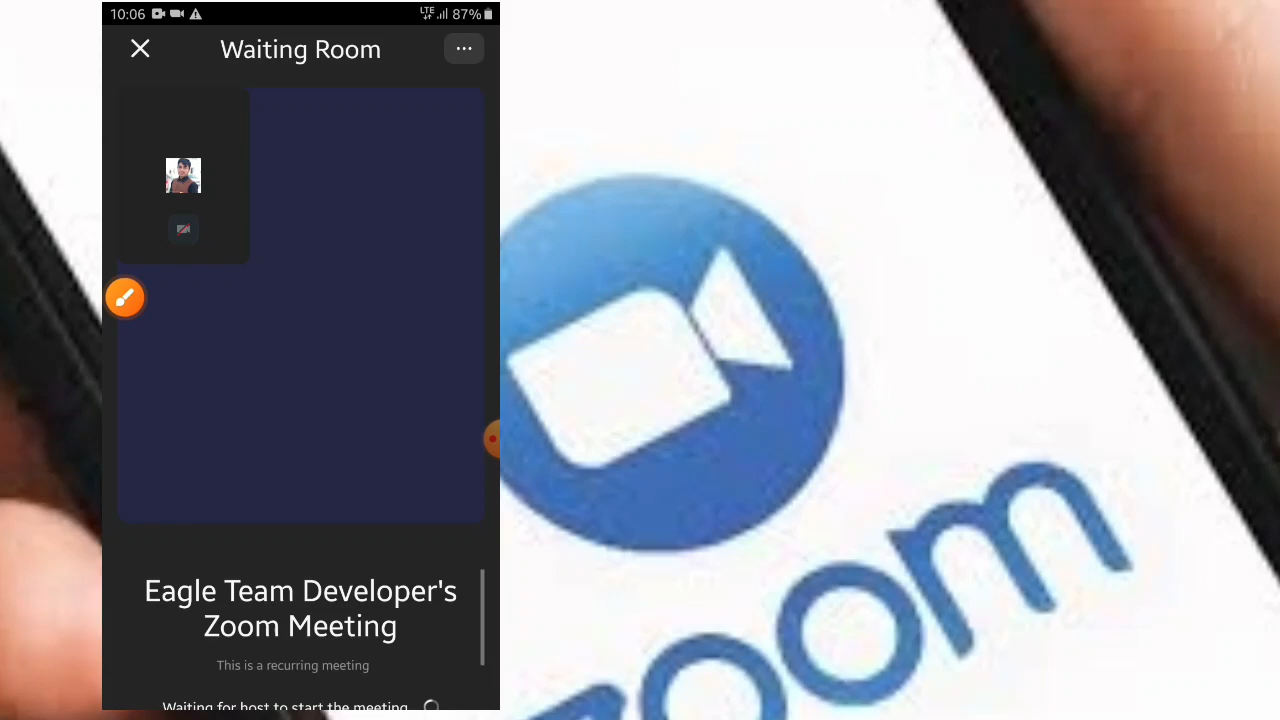 10:06
LTE 87%
Waiting Room
Eagle Team Developer's
Zoom Meeting
This is a recurring meeting
Waiting for host to start the meeting
zoom